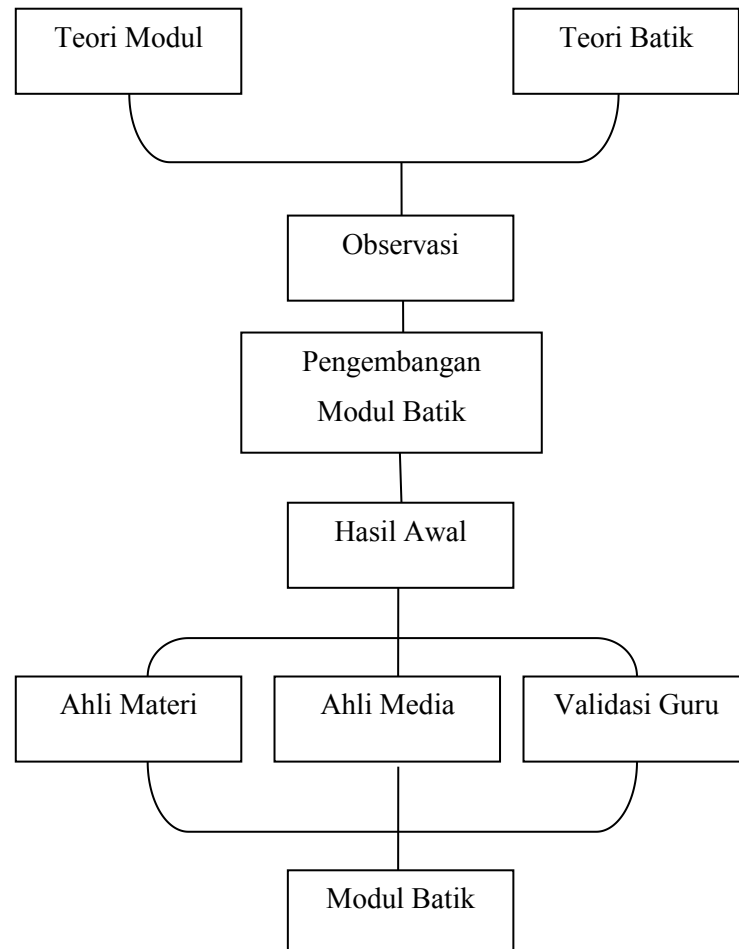 Teori Modul
Teori Batik
Observasi
Pengembangan
Modul Batik
Hasil Awal
Ahli Materi
Ahli Media
Validasi Guru
Modul Batik